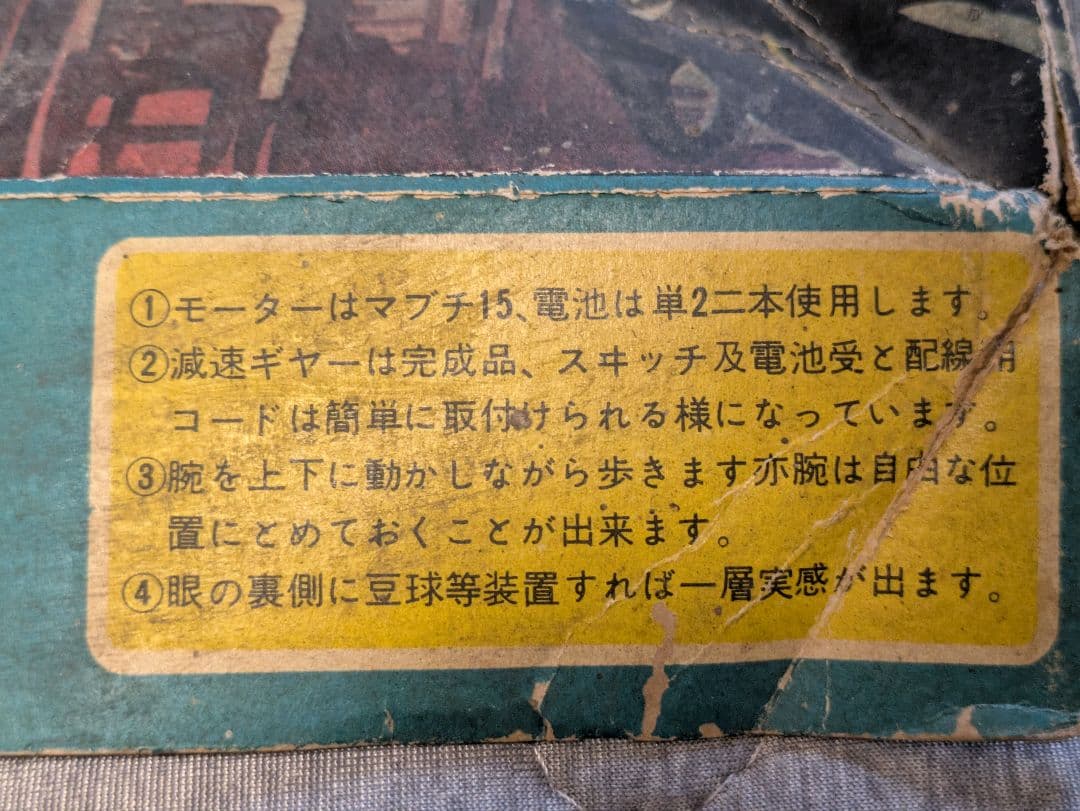 ①モーターはマブチ15、電池は単2二本使用します。
②減速ギヤーは完成品、スヰッチ及電池受と配線用
コードは簡単に取付けられる様になっています。
③腕を上下に動かしながら歩きます亦腕は自由な位
置にとめておくことが出来ます。
④眼の裏側に豆球等装置すれば一層実感が出ます。